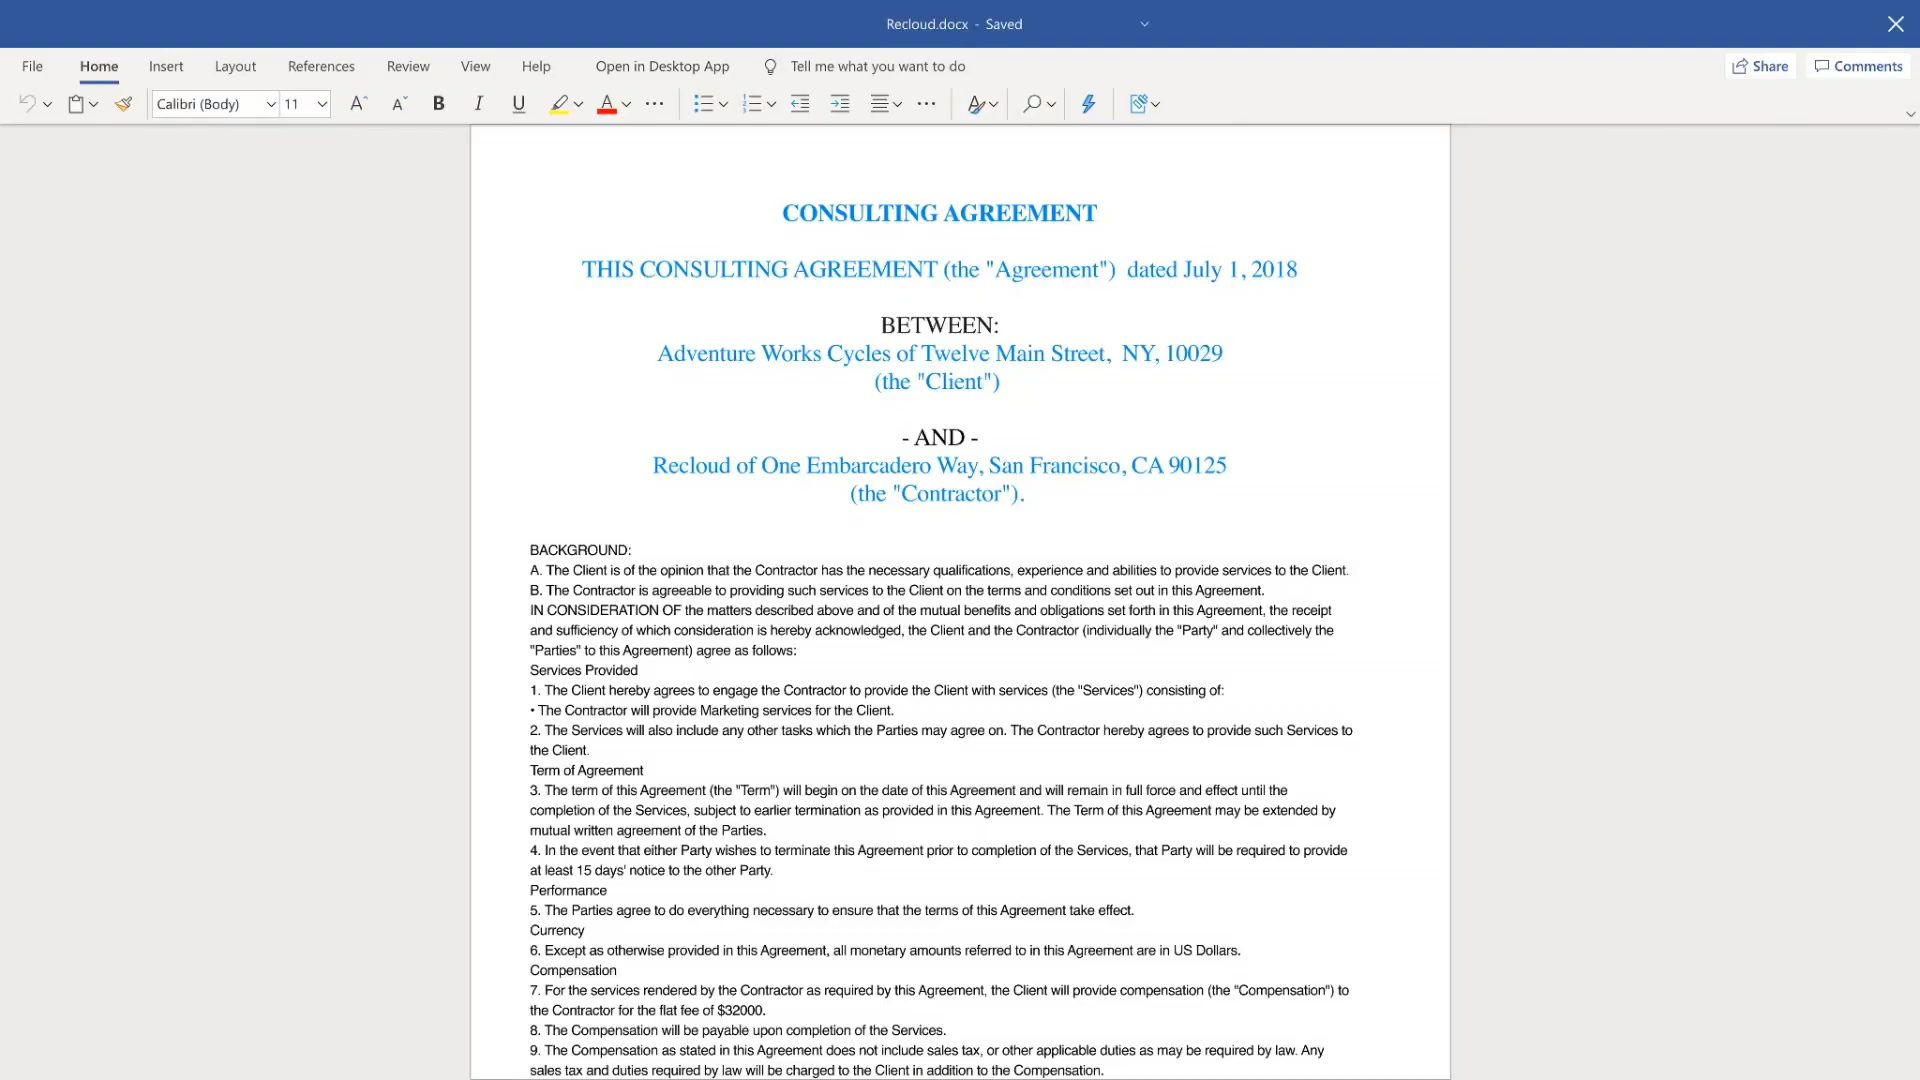 Recloud.docx - Saved
File Home Insert Layout References Review View Help Open in Desktop App Tell me what you want to do Share Comments
Calibri (Body) 11 A A B I U A
CONSULTING AGREEMENT
THIS CONSULTING AGREEMENT (the "Agreement") dated July 1, 2018
BETWEEN:
Adventure Works Cycles of Twelve Main Street, NY, 10029
(the "Client")
- AND -
Recloud of One Embarcadero Way, San Francisco, CA 90125
(the "Contractor").
BACKGROUND:
A. The Client is of the opinion that the Contractor has the necessary qualifications, experience and abilities to provide services to the Client.
B. The Contractor is agreeable to providing such services to the Client on the terms and conditions set out in this Agreement.
IN CONSIDERATION OF the matters described above and of the mutual benefits and obligations set forth in this Agreement, the receipt
and sufficiency of which consideration is hereby acknowledged, the Client and the Contractor (individually the "Party" and collectively the
"Parties" to this Agreement) agree as follows:
Services Provided
1. The Client hereby agrees to engage the Contractor to provide the Client with services (the "Services") consisting of:
• The Contractor will provide Marketing services for the Client.
2. The Services will also include any other tasks which the Parties may agree on. The Contractor hereby agrees to provide such Services to
the Client.
Term of Agreement
3. The term of this Agreement (the "Term") will begin on the date of this Agreement and will remain in full force and effect until the
completion of the Services, subject to earlier termination as provided in this Agreement. The Term of this Agreement may be extended by
mutual written agreement of the Parties.
4. In the event that either Party wishes to terminate this Agreement prior to completion of the Services, that Party will be required to provide
at least 15 days' notice to the other Party.
Performance
5. The Parties agree to do everything necessary to ensure that the terms of this Agreement take effect.
Currency
6. Except as otherwise provided in this Agreement, all monetary amounts referred to in this Agreement are in US Dollars.
Compensation
7. For the services rendered by the Contractor as required by this Agreement, the Client will provide compensation (the "Compensation") to
the Contractor for the flat fee of $32000.
8. The Compensation will be payable upon completion of the Services.
9. The Compensation as stated in this Agreement does not include sales tax, or other applicable duties as may be required by law. Any
sales tax and duties required by law will be charged to the Client in addition to the Compensation.